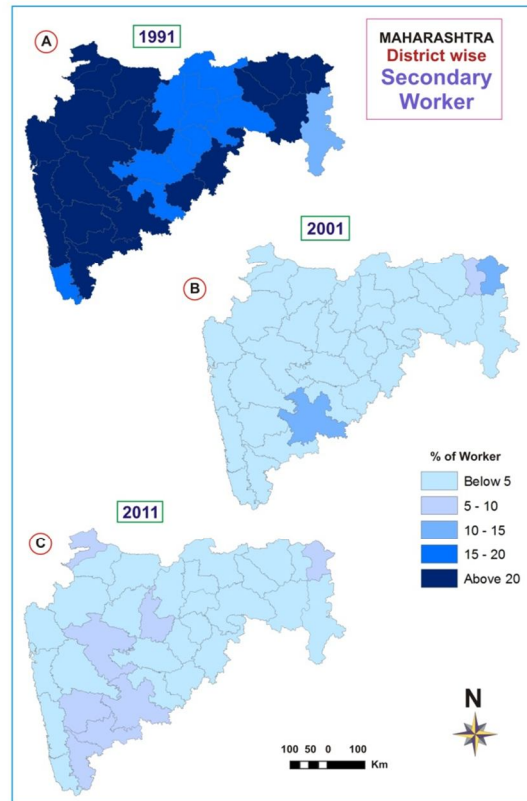 A
1991
MAHARASHTRA
District wise
Secondary
Worker
2001
B
% of Worker
Below 5
5 - 10
10 - 15
15 - 20
Above 20
2011
C
N
100 50 0 100
Km